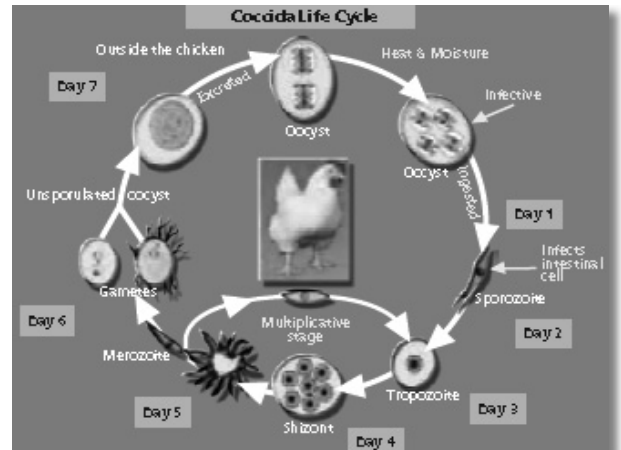 Coccida Life Cycle
Outside the chicken
Heat & Moisture
Day 7
Excreted
Infective
Oocyst
Oocyst
Ingested
Unsporulated oocyst
Day 1
Infects
intestinal
cell
Gametes
Sporozoite
Day 6
Multiplicative
stage
Day 2
Merozoite
Tropozoite
Day 5
Day 3
Shizont
Day 4